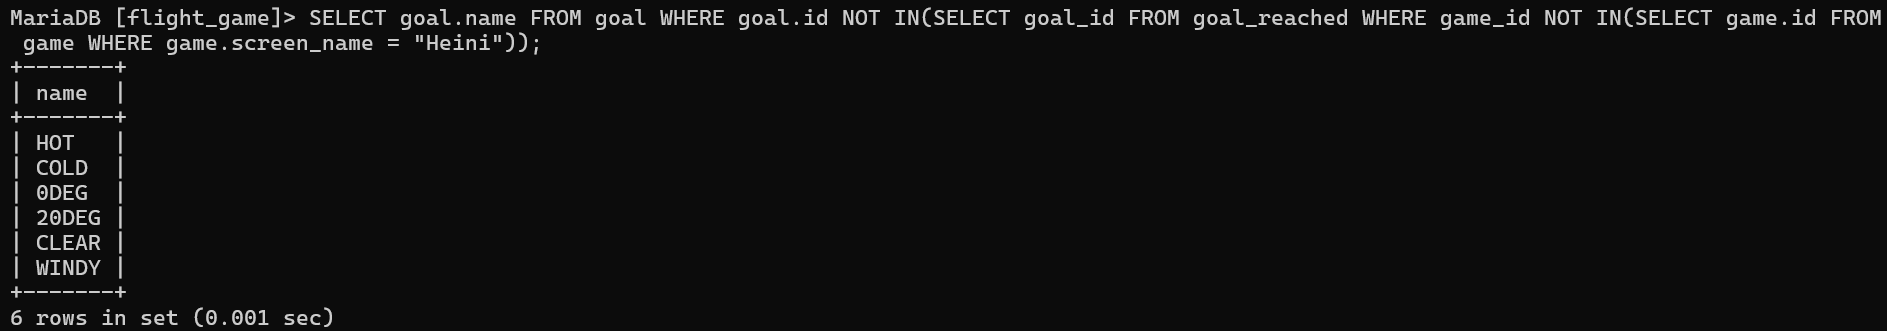 MariaDB [flight_game]> SELECT goal.name FROM goal WHERE goal.id NOT IN(SELECT goal_id FROM goal_reached WHERE game_id NOT IN(SELECT game.id FROM
 game WHERE game.screen_name = "Heini"));
+-------+
| name  |
+-------+
| HOT   |
| COLD  |
| 0DEG  |
| 20DEG |
| CLEAR |
| WINDY |
+-------+
6 rows in set (0.001 sec)